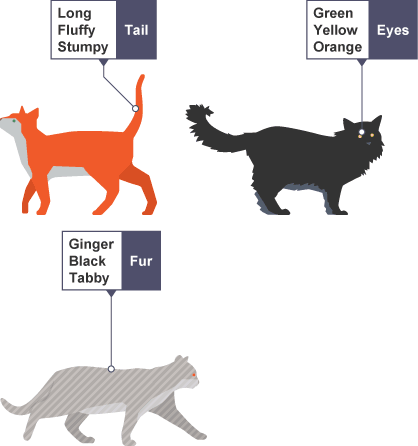 Long
Fluffy
Stumpy
Tail
Green
Yellow
Orange
Eyes
Ginger
Black
Tabby
Fur